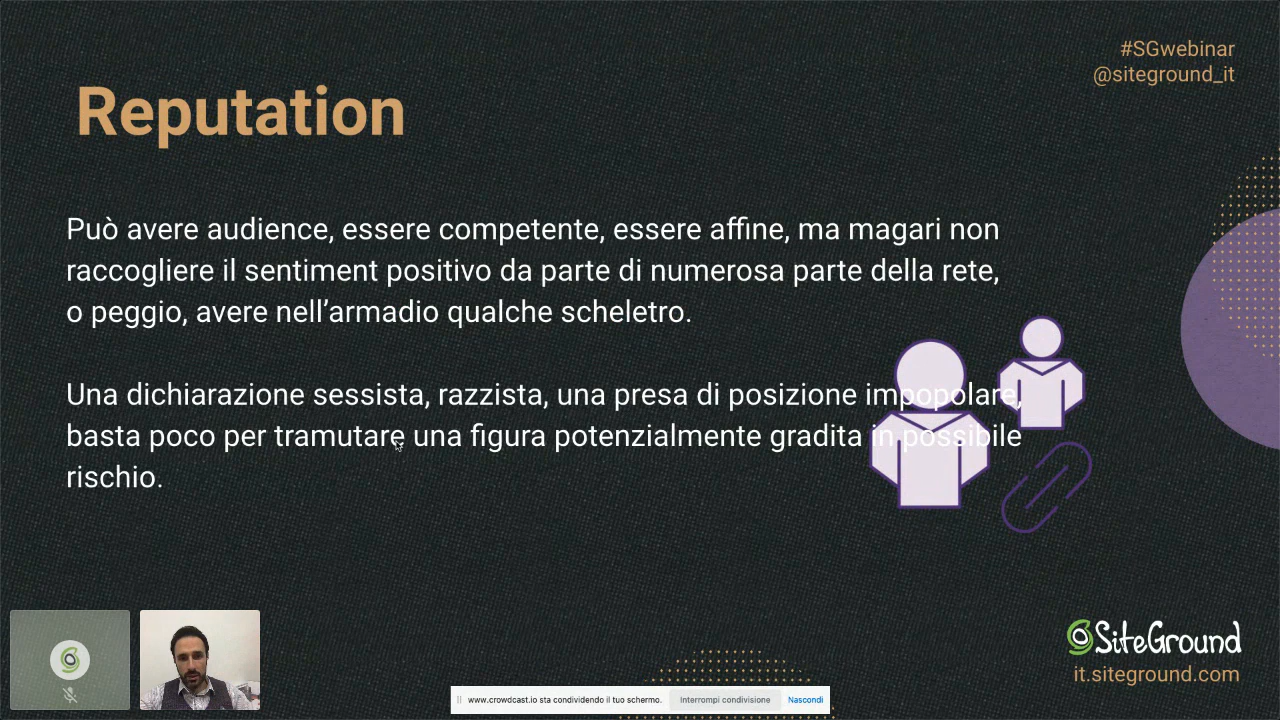 #SGwebinar
@siteground_it
Reputation
Può avere audience, essere competente, essere affine, ma magari non
raccogliere il sentiment positivo da parte di numerosa parte della rete,
o peggio, avere nell’armadio qualche scheletro.
Una dichiarazione sessista, razzista, una presa di posizione impopolare,
basta poco per tramutare una figura potenzialmente gradita in possibile
rischio.
SiteGround
it.siteground.com
www.crowdcast.io sta condividendo il tuo schermo. Interrompi condivisione Nascondi